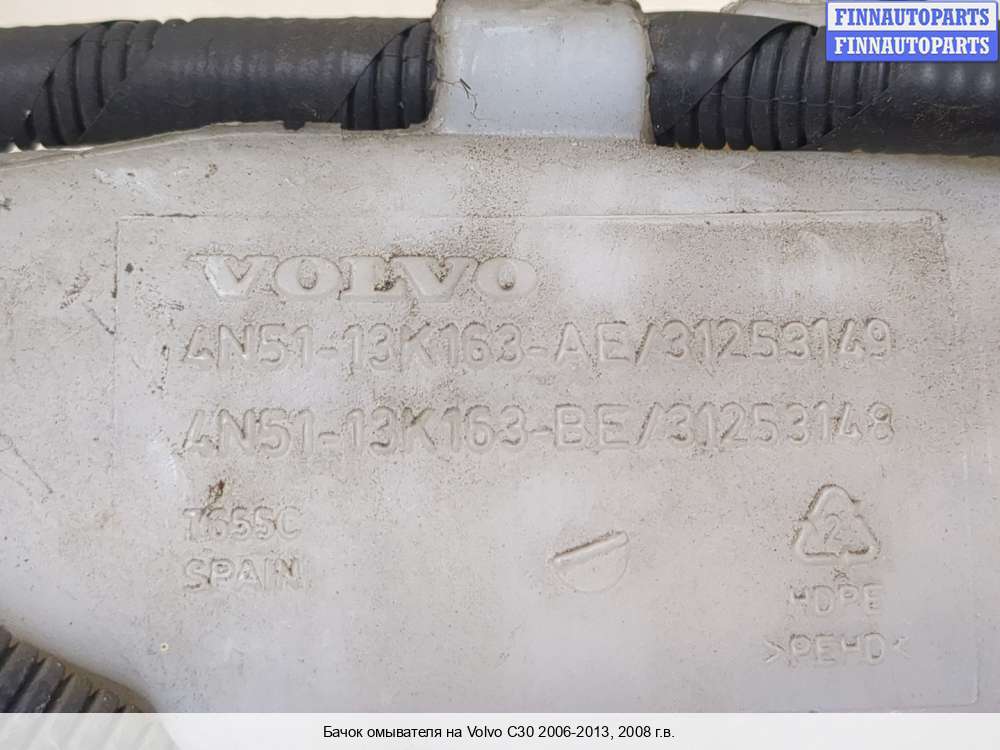 FINNAUTOPARTS
FINNAUTOPARTS
VOLVO
4N51-13K163-AE/31253149
4N51-13K163-BE/31253148
T655C
SPAIN
2
HDPE
>PEHD<
Бачок омывателя на Volvo C30 2006-2013, 2008 г.в.